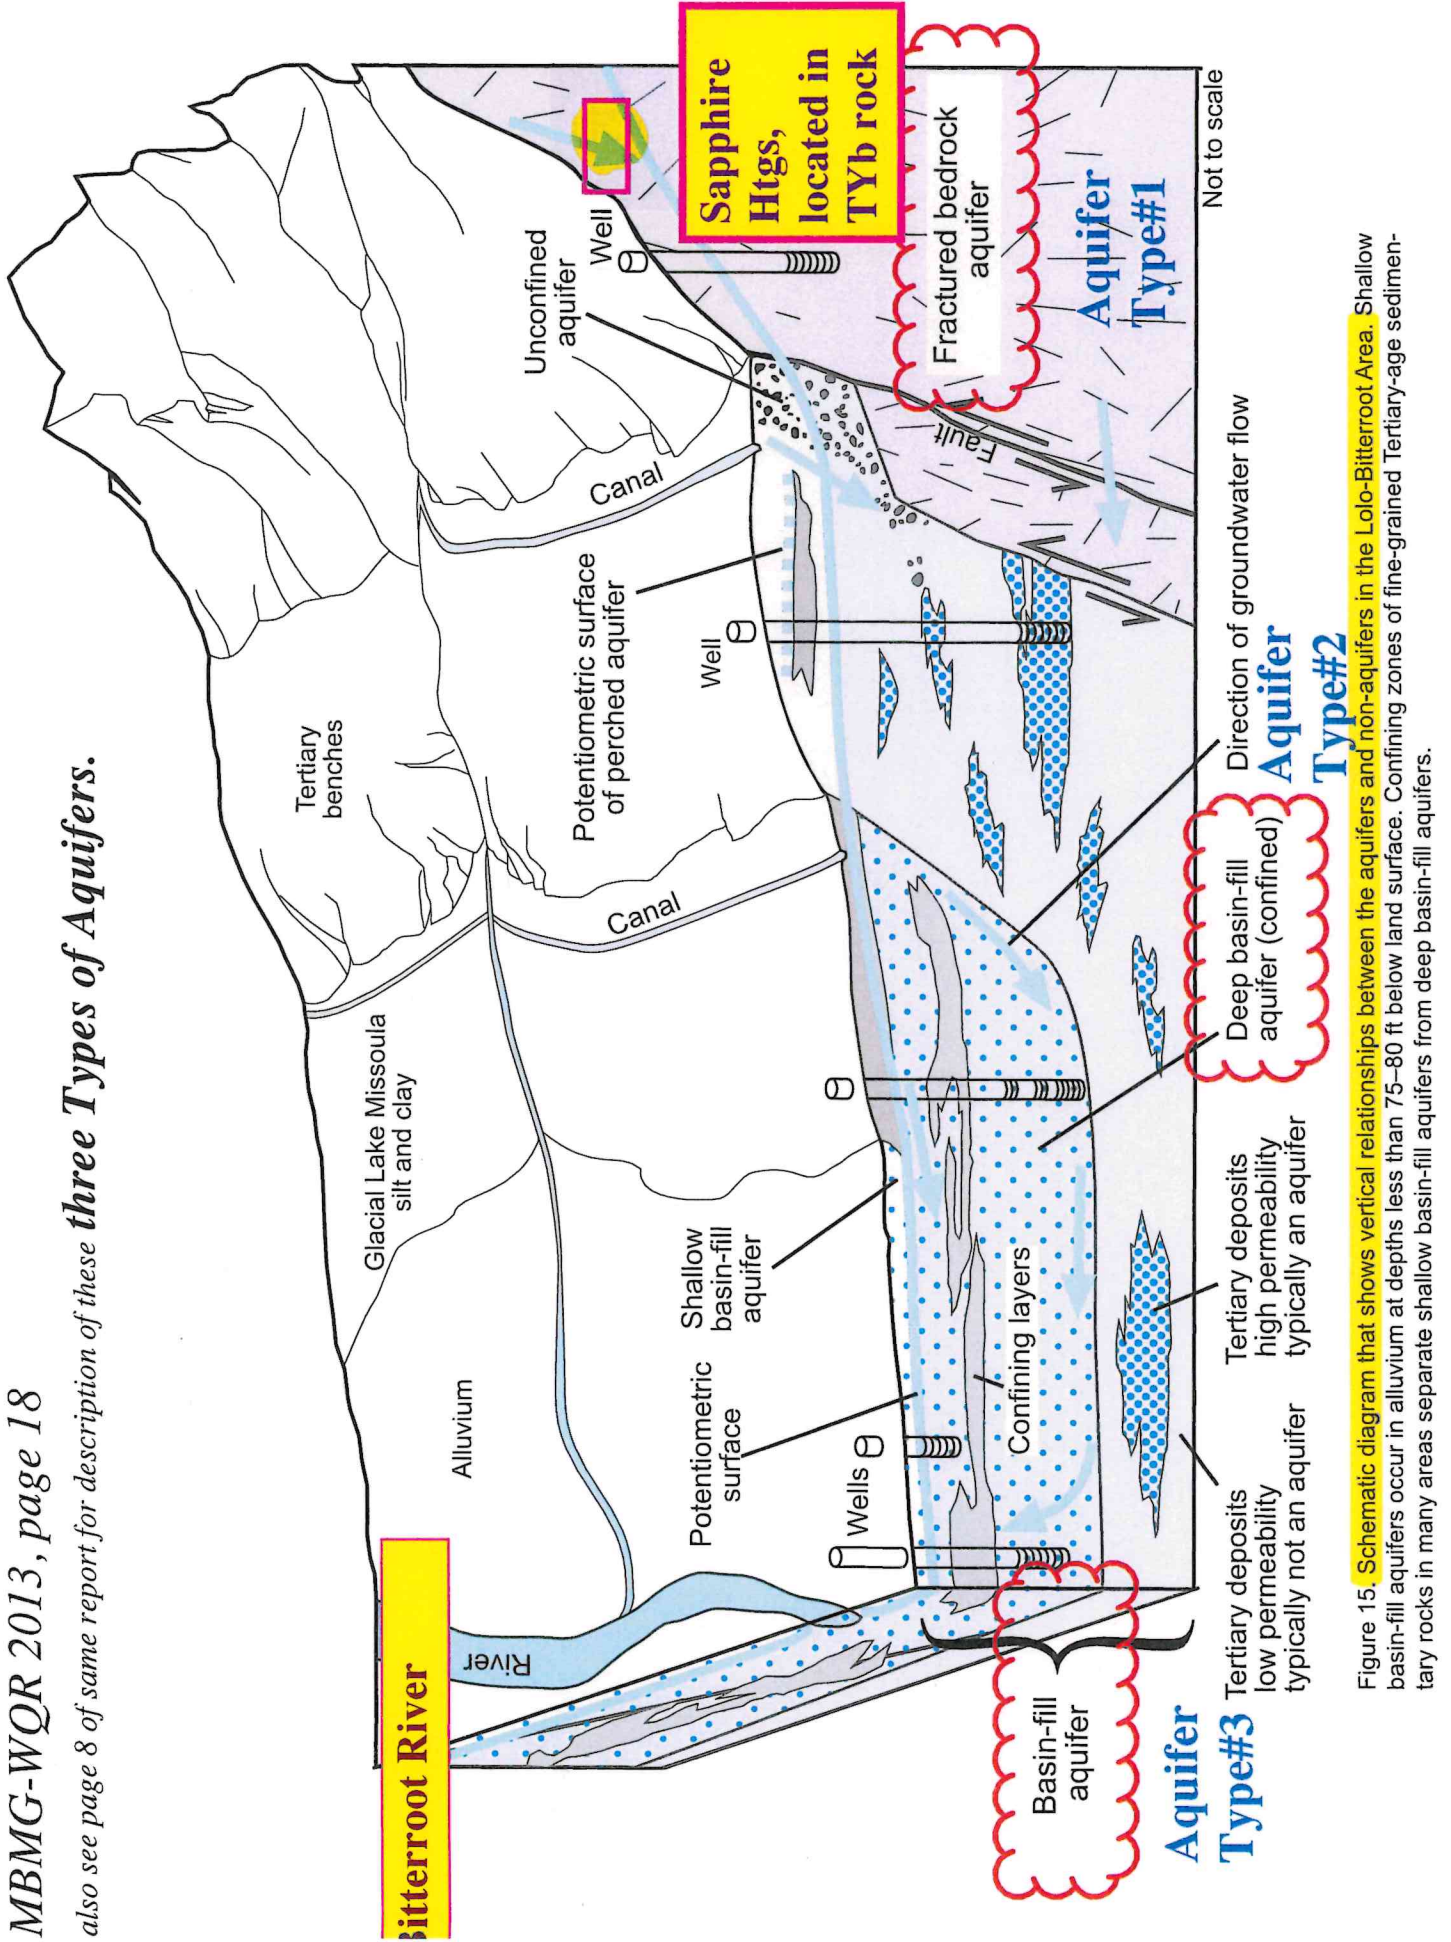 MBMG-WQR 2013, page 18
also see page 8 of same report for description of these three Types of Aquifers.
Bitterroot River
River
Alluvium
Glacial Lake Missoula
silt and clay
Tertiary
benches
Canal
Canal
Potentiometric
surface
Shallow
basin-fill
aquifer
Potentiometric surface
of perched aquifer
Unconfined
aquifer
Wells
Well
Well
Confining layers
Fault
Sapphire
Htgs,
located in
TYb rock
Fractured bedrock
aquifer
Aquifer
Type#1
Not to scale
Basin-fill
aquifer
Aquifer
Type#3
Tertiary deposits
low permeability
typically not an aquifer
Tertiary deposits
high permeability
typically an aquifer
Deep basin-fill
aquifer (confined)
Direction of groundwater flow
Aquifer
Type#2
Figure 15. Schematic diagram that shows vertical relationships between the aquifers and non-aquifers in the Lolo-Bitterroot Area. Shallow
basin-fill aquifers occur in alluvium at depths less than 75–80 ft below land surface. Confining zones of fine-grained Tertiary-age sedimen-
tary rocks in many areas separate shallow basin-fill aquifers from deep basin-fill aquifers.